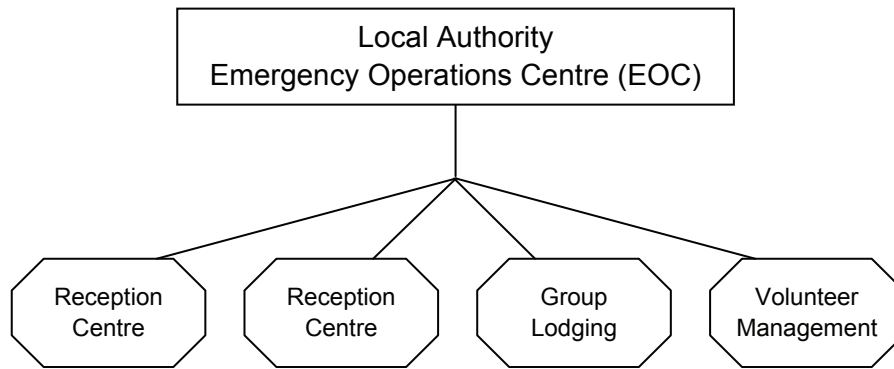 Local Authority
Emergency Operations Centre (EOC)
Reception
Centre
Reception
Centre
Group
Lodging
Volunteer
Management